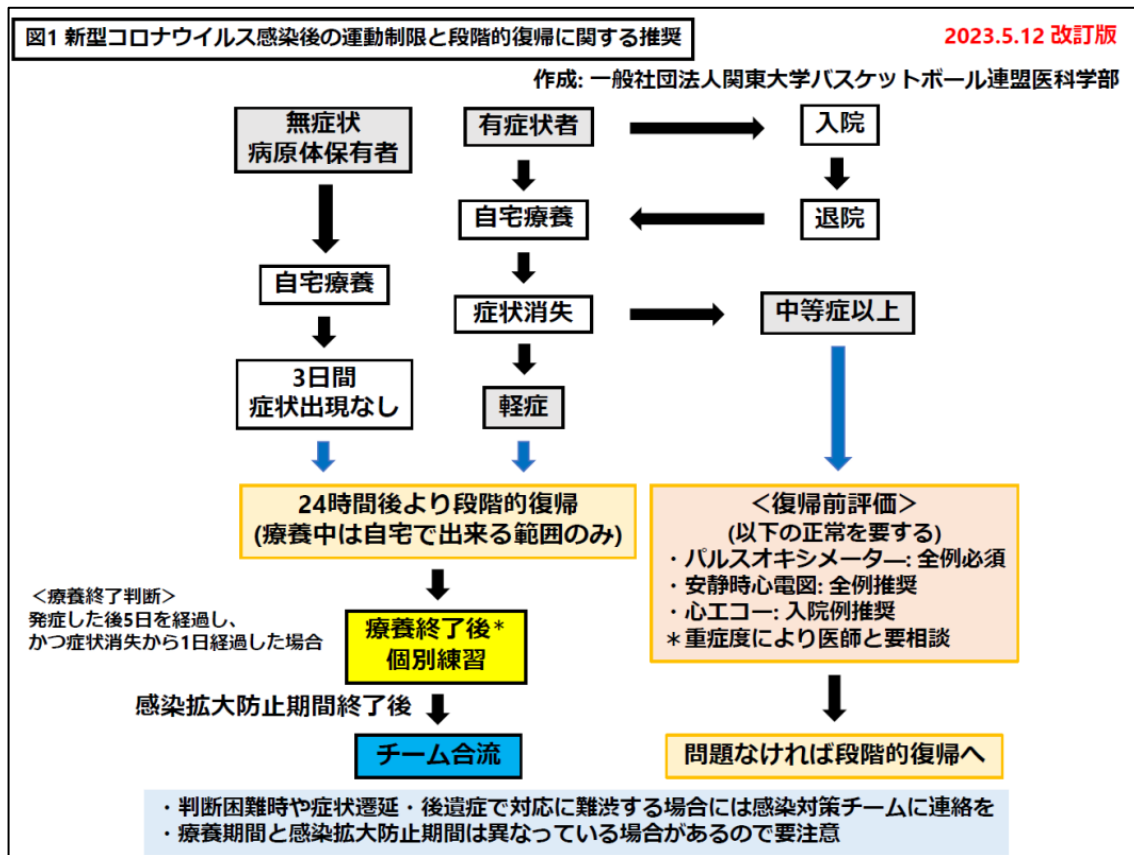 図1 新型コロナウイルス感染後の運動制限と段階的復帰に関する推奨
2023.5.12 改訂版
作成: 一般社団法人関東大学バスケットボール連盟医科学部
無症状
病原体保有者
有症状者
入院
自宅療養
退院
自宅療養
症状消失
中等症以上
3日間
症状出現なし
軽症
24時間後より段階的復帰
(療養中は自宅で出来る範囲のみ)
＜復帰前評価＞
(以下の正常を要する)
・パルスオキシメーター: 全例必須
・安静時心電図: 全例推奨
・心エコー: 入院例推奨
＊重症度により医師と要相談
＜療養終了判断＞
発症した後5日を経過し、
かつ症状消失から1日経過した場合
療養終了後*
個別練習
感染拡大防止期間終了後
チーム合流
問題なければ段階的復帰へ
・判断困難時や症状遷延・後遺症で対応に難渋する場合には感染対策チームに連絡を
・療養期間と感染拡大防止期間は異なっている場合があるので要注意